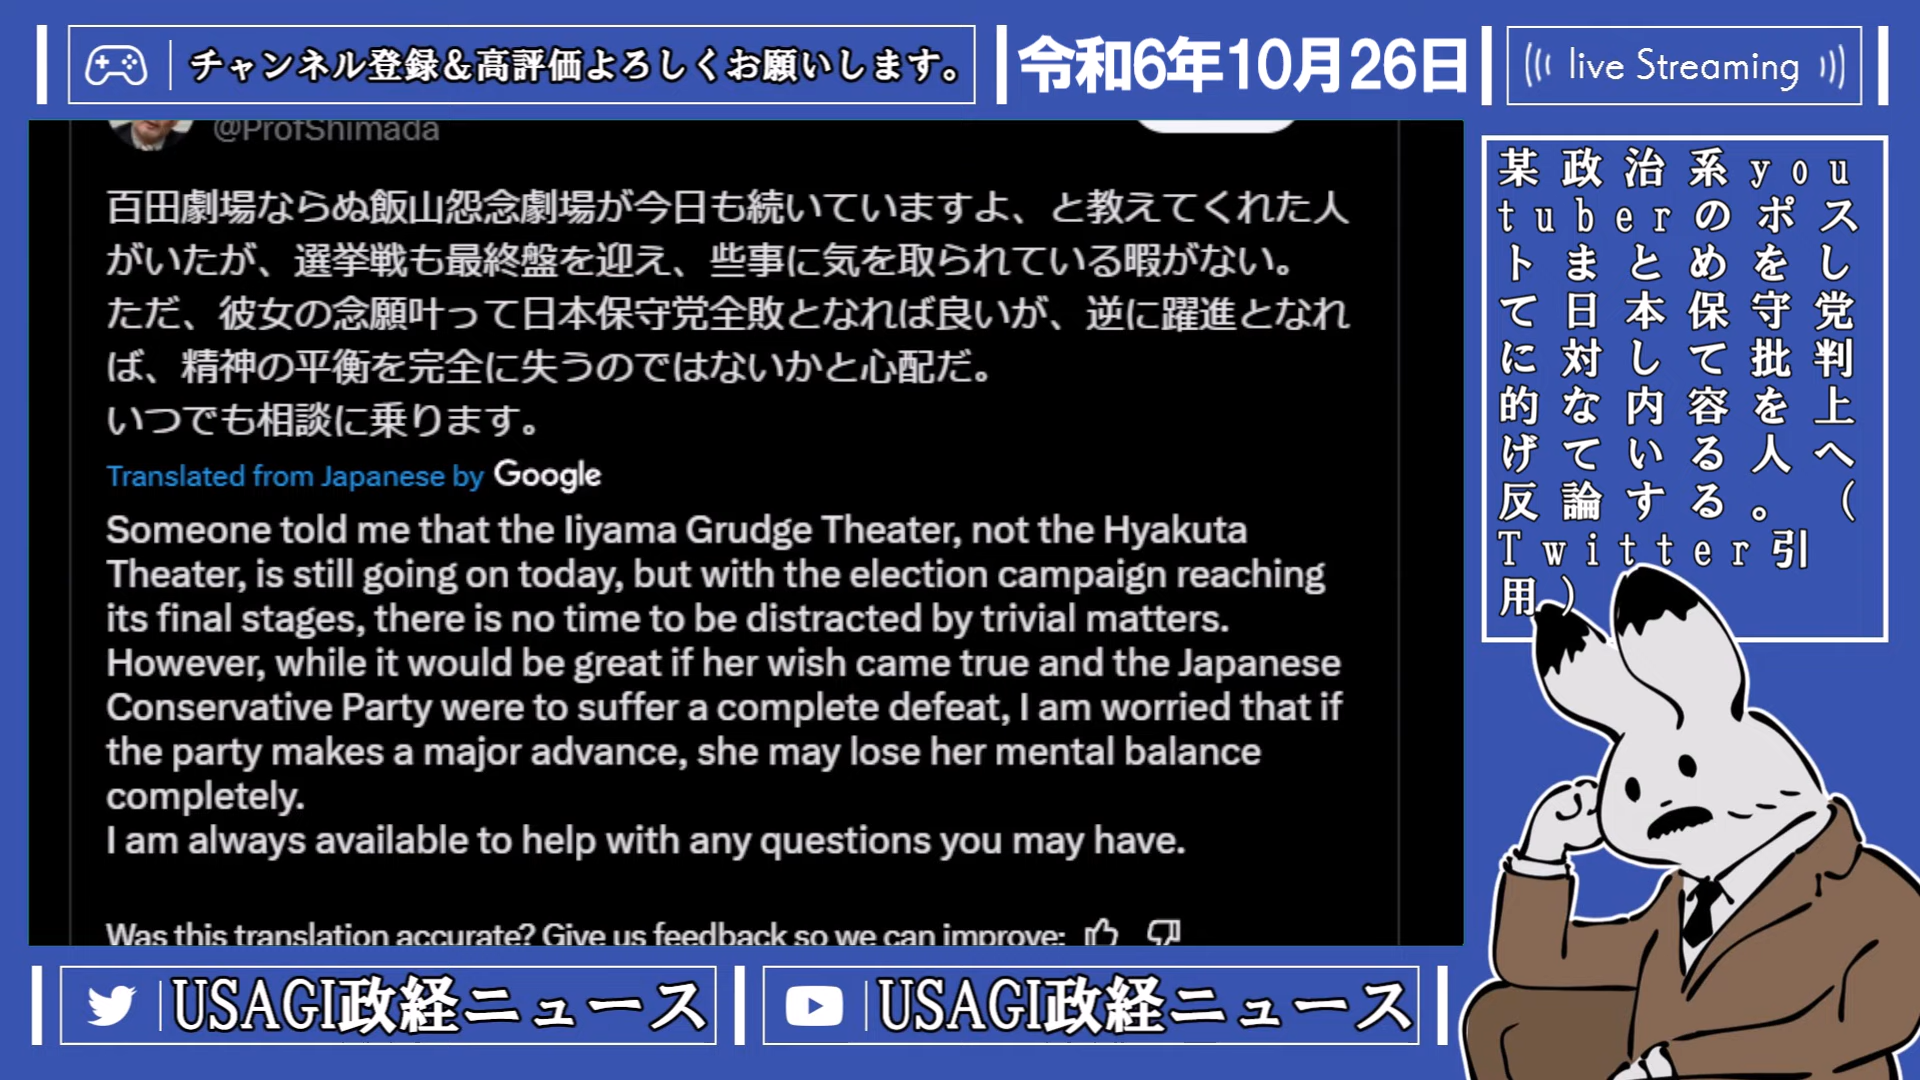 チャンネル登録&高評価よろしくお願いします。
令和6年10月26日
live Streaming
@ProfShimada
百田劇場ならぬ飯山怨念劇場が今日も続いていますよ、と教えてくれた人
がいたが、選挙戦も最終盤を迎え、些事に気を取られている暇がない。
ただ、彼女の念願叶って日本保守党全敗となれば良いが、逆に躍進となれ
ば、精神の平衡を完全に失うのではないかと心配だ。
いつでも相談に乗ります。
Translated from Japanese by Google
Someone told me that the Iiyama Grudge Theater, not the Hyakuta
Theater, is still going on today, but with the election campaign reaching
its final stages, there is no time to be distracted by trivial matters.
However, while it would be great if her wish came true and the Japanese
Conservative Party were to suffer a complete defeat, I am worried that if
the party makes a major advance, she may lose her mental balance
completely.
I am always available to help with any questions you may have.
Was this translation accurate? Give us feedback so we can improve:
某政治系you
tuberのポス
トまとめをし
て日本保守党
に対して批判
的な内容を上
げている人へ
反論する。(
Twitter引
用)
USAGI政経ニュース
USAGI政経ニュース